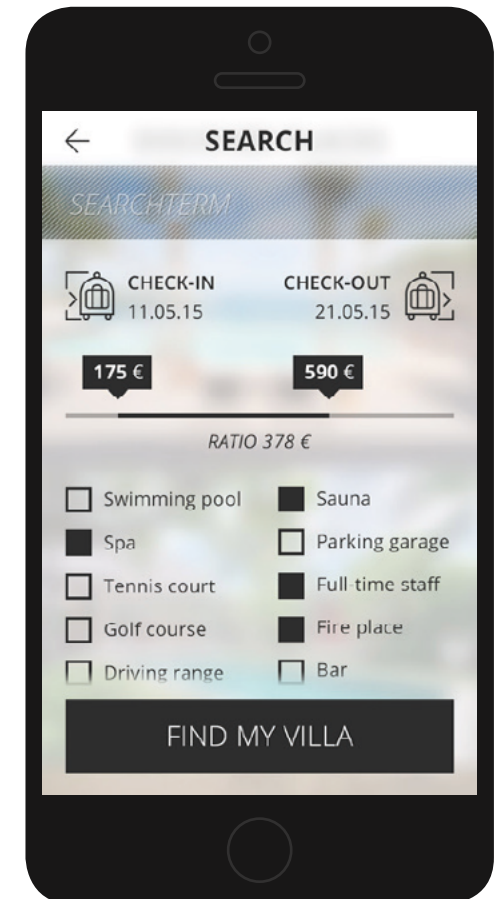 SEARCH
SEARCHTERM
CHECK-IN
11.05.15
CHECK-OUT
21.05.15
175 €
590 €
RATIO 378 €
Swimming pool
Sauna
Spa
Parking garage
Tennis court
Full-time staff
Golf course
Fire place
Driving range
Bar
FIND MY VILLA